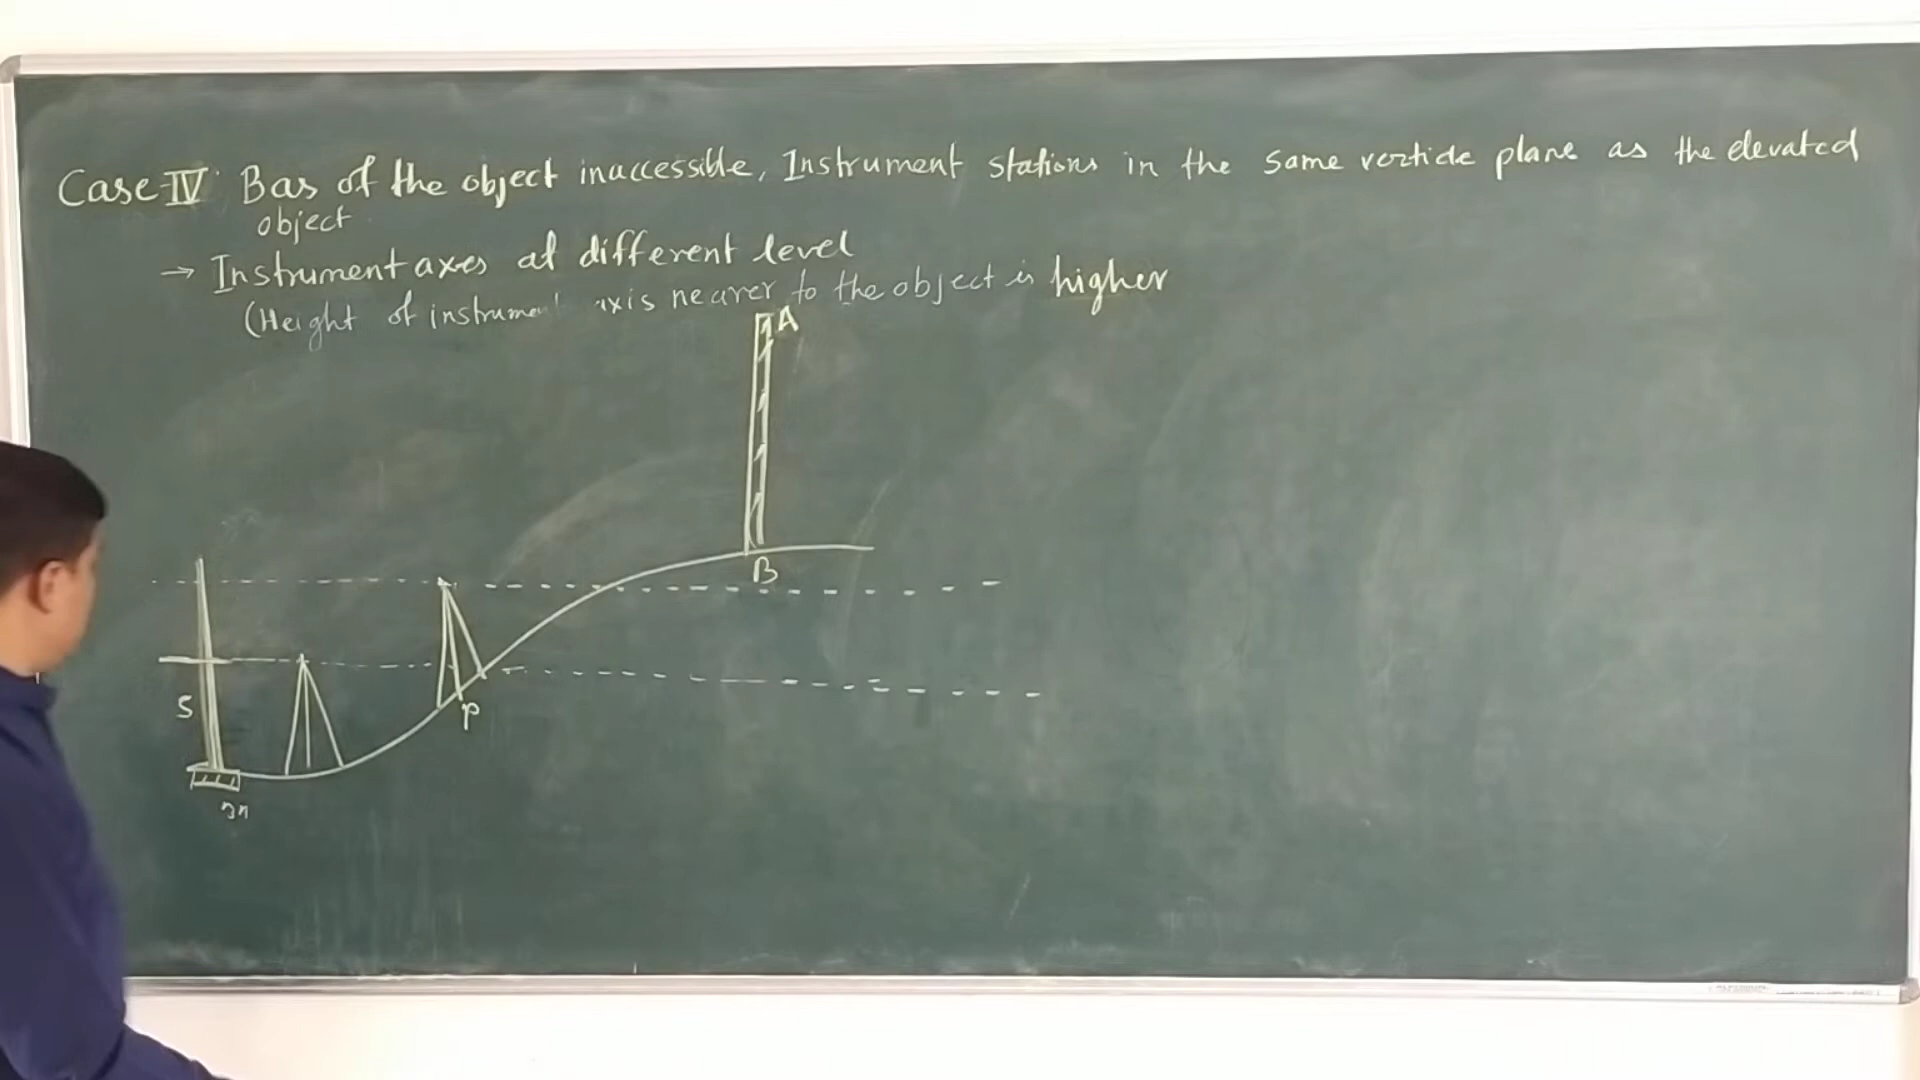 Case-IV Bas of the object inaccessible, Instrument stations in the same verticle plane as the elevated
object
→ Instrument axes at different level
(Height of instrument axis nearer to the object is higher
A
B
S
P